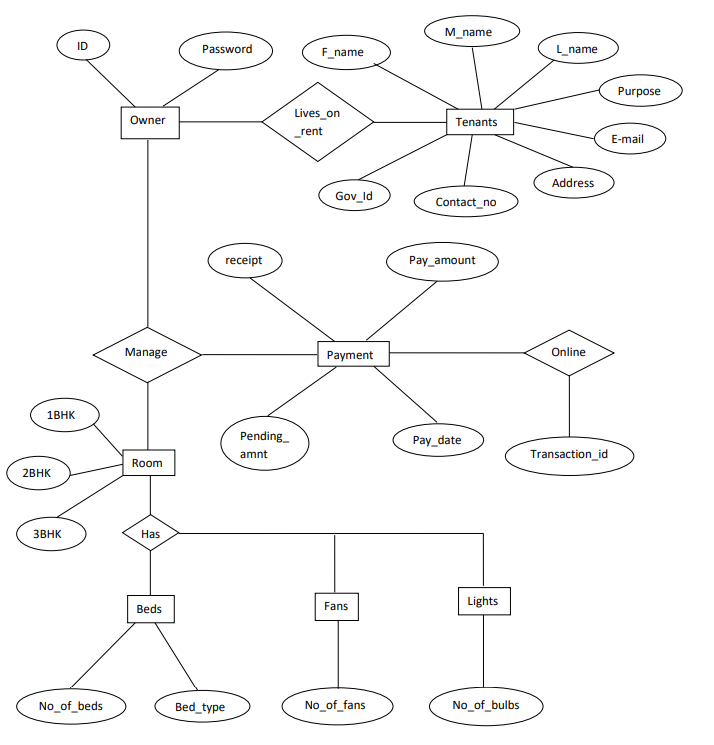 ID
Password
F_name
M_name
L_name
Purpose
E-mail
Address
Contact_no
Gov_Id
Owner
Lives_on
_rent
Tenants
receipt
Pay_amount
Manage
Payment
Online
Pending_
amnt
Pay_date
Transaction_id
1BHK
2BHK
3BHK
Room
Has
Beds
Fans
Lights
No_of_beds
Bed_type
No_of_fans
No_of_bulbs